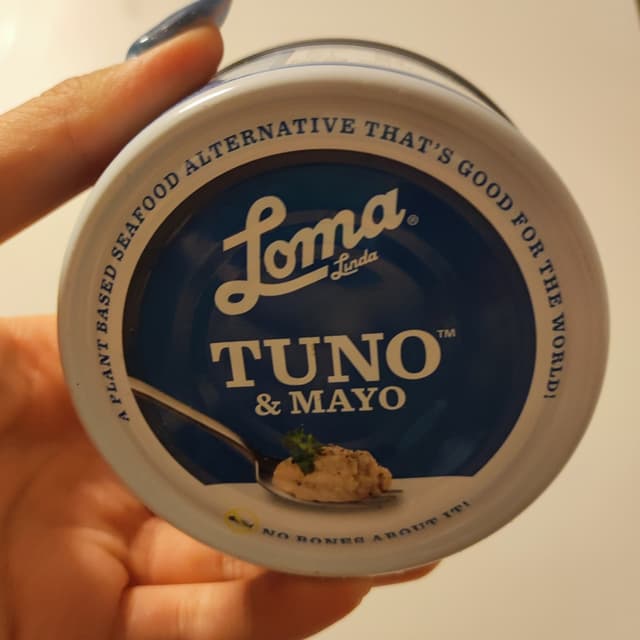 A PLANT BASED SEAFOOD ALTERNATIVE THAT'S GOOD FOR THE WORLD!
Loma®
Linda
TUNO™
& MAYO
NO BONES ABOUT IT!